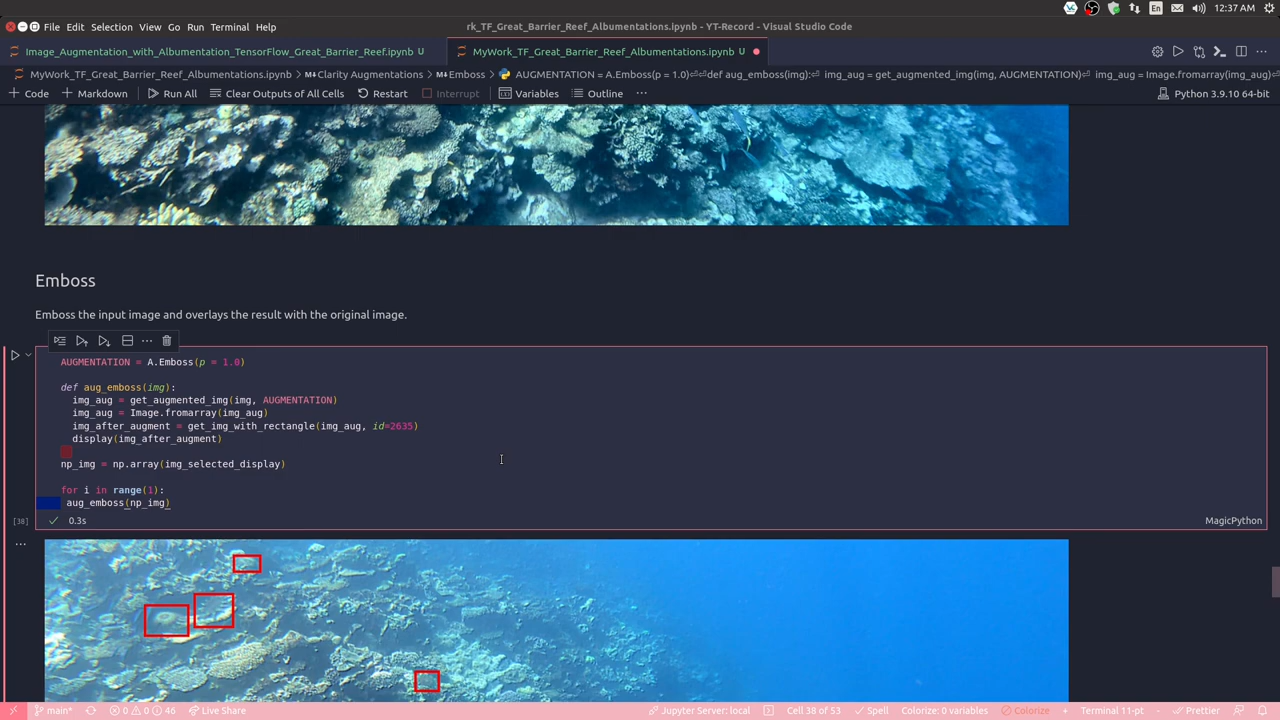 File Edit Selection View Go Run Terminal Help
rk_TF_Great_Barrier_Reef_Albumentations.ipynb - YT-Record - Visual Studio Code
En
12:37 AM
Image_Augmentation_with_Albumentation_TensorFlow_Great_Barrier_Reef.ipynb U
MyWork_TF_Great_Barrier_Reef_Albumentations.ipynb U
MyWork_TF_Great_Barrier_Reef_Albumentations.ipynb > Clarity Augmentations > Emboss > AUGMENTATION = A.Emboss(p = 1.0)⏎⏎def aug_emboss(img):⏎ img_aug = get_augmented_img(img, AUGMENTATION)⏎ img_aug = Image.fromarray(img_aug)⏎
+ Code + Markdown Run All Clear Outputs of All Cells Restart Interrupt Variables Outline ···
Python 3.9.10 64-bit
Emboss
Emboss the input image and overlays the result with the original image.
AUGMENTATION = A.Emboss(p = 1.0)
def aug_emboss(img):
img_aug = get_augmented_img(img, AUGMENTATION)
img_aug = Image.fromarray(img_aug)
img_after_augment = get_img_with_rectangle(img_aug, id=2635)
display(img_after_augment)
np_img = np.array(img_selected_display)
for i in range(1):
aug_emboss(np_img)
[38] 0.3s
MagicPython
main* 0 0 46 Live Share
Jupyter Server: local Cell 38 of 53 Spell Colorize: 0 variables Colorize Terminal 11-pt Prettier